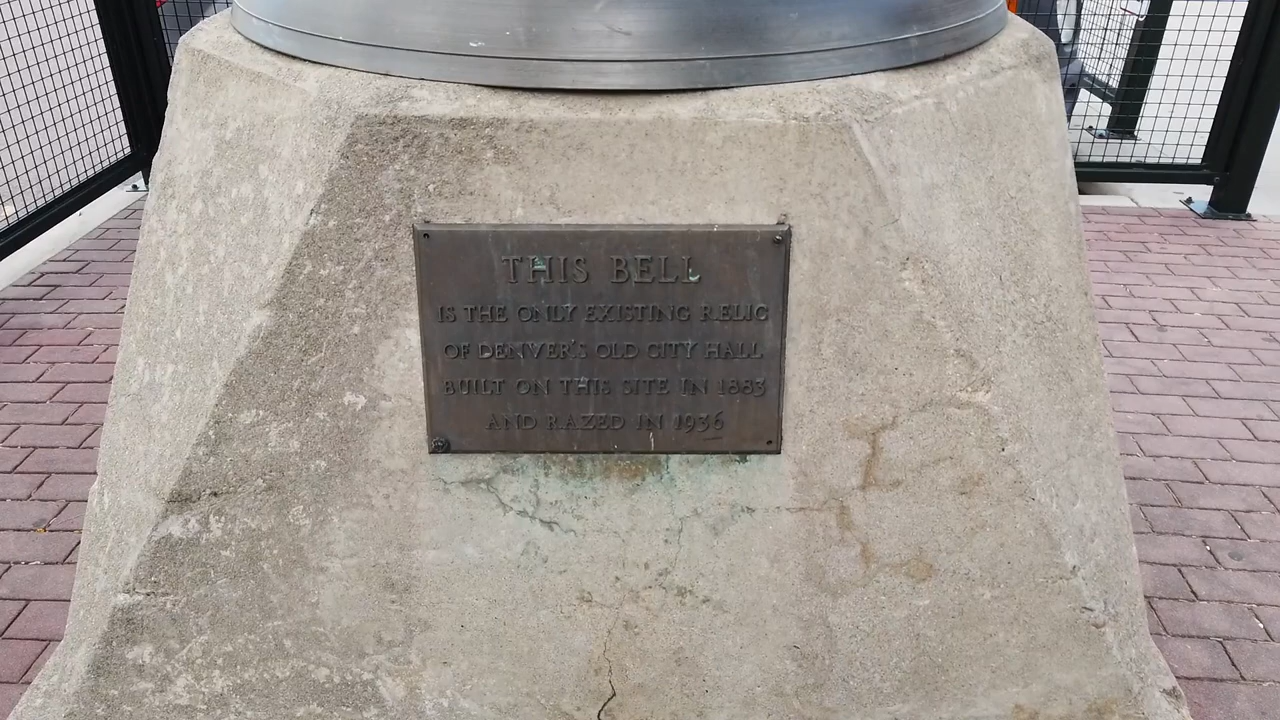 THIS BELL
IS THE ONLY EXISTING RELIC
OF DENVER'S OLD CITY HALL
BUILT ON THIS SITE IN 1883
AND RAZED IN 1936